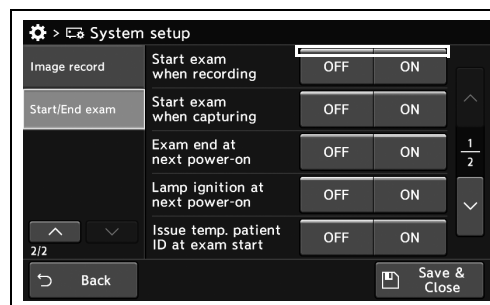 > System setup
Image record
Start/End exam
2/2
Start exam
when recording
OFF ON
Start exam
when capturing
OFF ON
Exam end at
next power-on
OFF ON
Lamp ignition at
next power-on
OFF ON
Issue temp. patient
ID at exam start
OFF ON
1
2
Back
Save &
Close